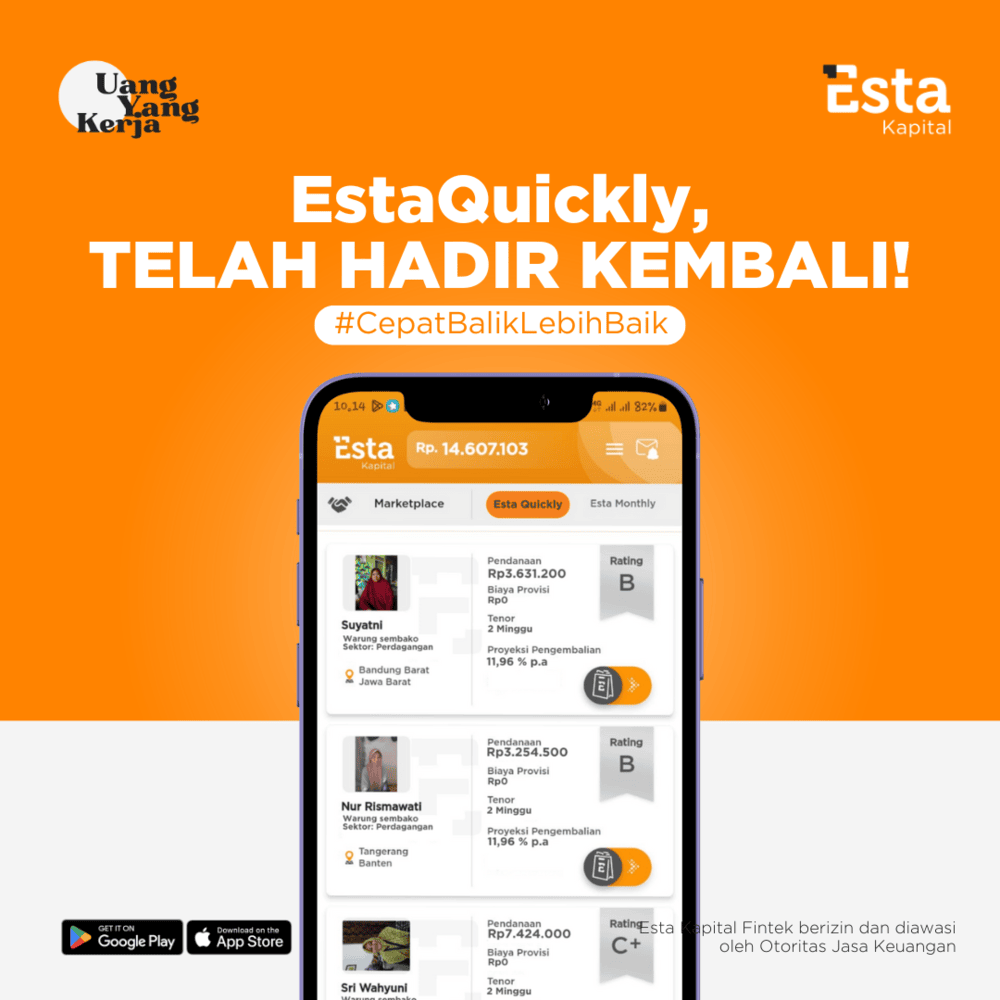 Uang
Yang
Kerja
Esta
Kapital
EstaQuickly,
TELAH HADIR KEMBALI!
#CepatBalikLebihBaik
10.14
4G
82%
Esta
Kapital
Rp. 14.607.103
Marketplace
Esta Quickly
Esta Monthly
Suyatni
Warung sembako
Sektor: Perdagangan
Bandung Barat
Jawa Barat
Pendanaan
Rp3.631.200
Biaya Provisi
Rp0
Tenor
2 Minggu
Proyeksi Pengembalian
11,96 % p.a
Rating
B
Nur Rismawati
Warung sembako
Sektor: Perdagangan
Tangerang
Banten
Pendanaan
Rp3.254.500
Biaya Provisi
Rp0
Tenor
2 Minggu
Proyeksi Pengembalian
11,96 % p.a
Rating
B
Sri Wahyuni
Warung sembako
Pendanaan
Rp7.424.000
Biaya Provisi
Rp0
Tenor
2 Minggu
Rating
C+
GET IT ON
Google Play
Download on the
App Store
Esta Kapital Fintek berizin dan diawasi
oleh Otoritas Jasa Keuangan